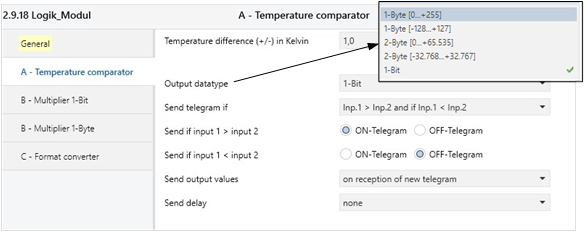 2.9.18 Logik_Modul
A - Temperature comparator
General
A - Temperature comparator
B - Multiplier 1-Bit
B - Multiplier 1-Byte
C - Format converter
Temperature difference (+/-) in Kelvin
1,0
Output datatype
1-Bit
Send telegram if
Inp.1 > Inp.2 and if Inp.1 < Inp.2
Send if input 1 > input 2
ON-Telegram OFF-Telegram
Send if input 1 < input 2
ON-Telegram OFF-Telegram
Send output values
on reception of new telegram
Send delay
none
1-Byte [0...+255]
1-Byte [-128...+127]
2-Byte [0...+65.535]
2-Byte [-32.768...+32.767]
1-Bit